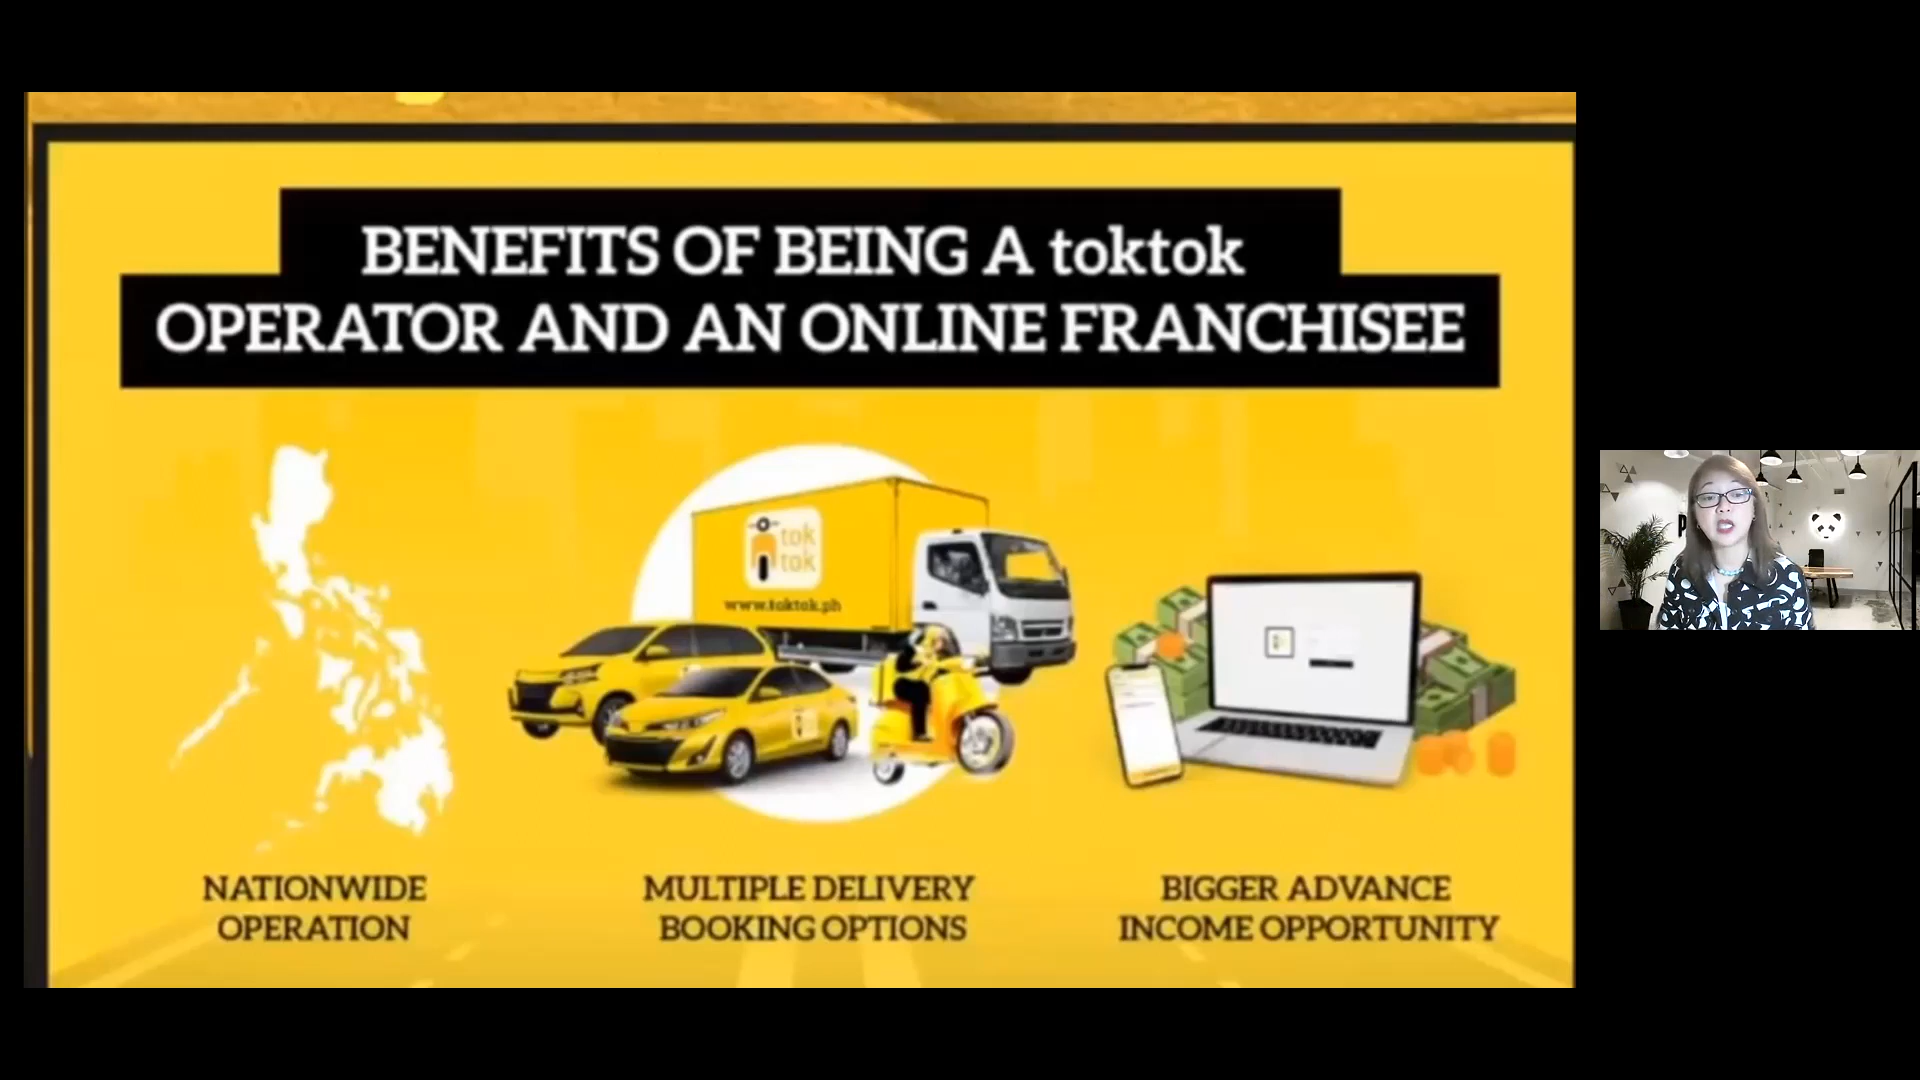 BENEFITS OF BEING A toktok
OPERATOR AND AN ONLINE FRANCHISEE
tok
tok
www.toktok.ph
NATIONWIDE
OPERATION
MULTIPLE DELIVERY
BOOKING OPTIONS
BIGGER ADVANCE
INCOME OPPORTUNITY